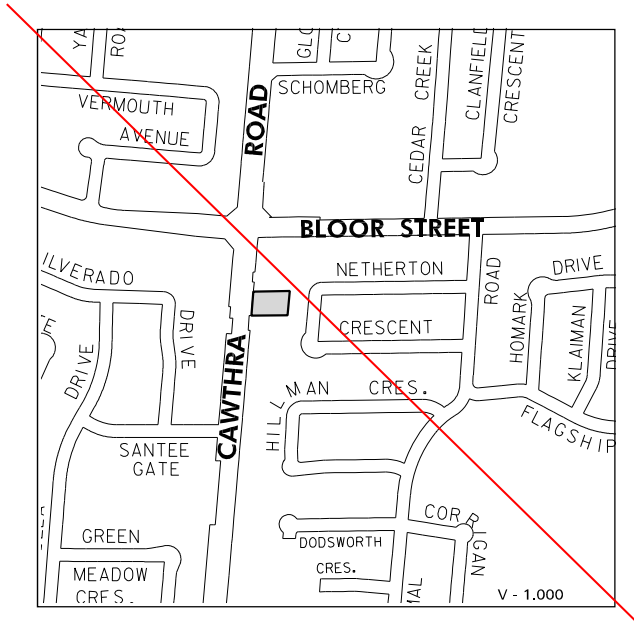 SCHOMBERG
CEDAR CREEK
CLANFIELD
CRESCENT
VERMOUTH
AVENUE
ROAD
BLOOR STREET
NETHERTON
CRESCENT
ROAD
DRIVE
HOMARK
KLAIMAN
DRIVE
ILVERADO
DRIVE
DRIVE
CAWTHRA
HILLMAN CRES.
FLAGSHIP
SANTEE
GATE
CORRIGAN
GREEN
MEADOW
CRES.
DODSWORTH
CRES.
V - 1.000